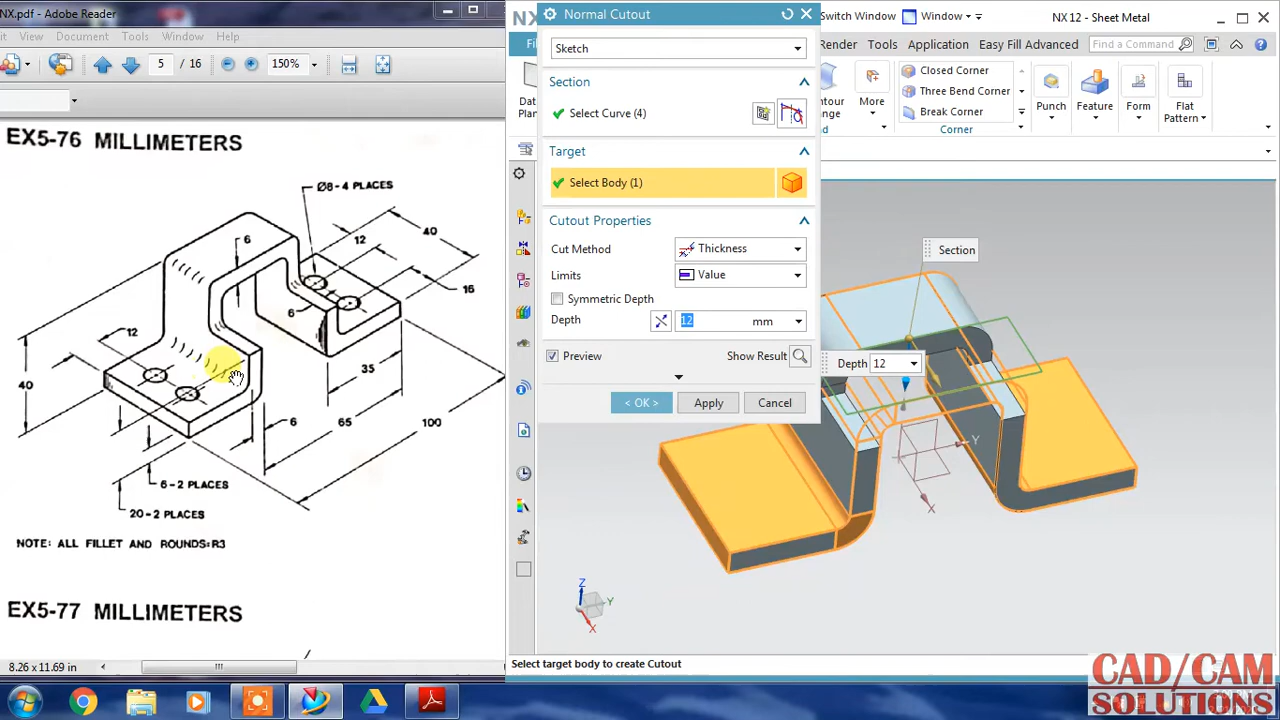 NX.pdf - Adobe Reader
View Document Tools Window Help
5 / 16 150%
EX5-76 MILLIMETERS
Ø8-4 PLACES
6
12
40
16
6
12
40
35
6
65
100
6-2 PLACES
20-2 PLACES
NOTE: ALL FILLET AND ROUNDS=R3
EX5-77 MILLIMETERS
8.26 x 11.69 in
Normal Cutout
Sketch
Section
Select Curve (4)
Target
Select Body (1)
Cutout Properties
Cut Method Thickness
Limits Value
Symmetric Depth
Depth 12 mm
Preview Show Result
< OK > Apply Cancel
NX
Switch Window Window NX 12 - Sheet Metal
Render Tools Application Easy Fill Advanced Find a Command
Closed Corner
Three Bend Corner
Break Corner
Corner
More
Punch Feature Form Flat Pattern
Section
Depth 12
Y
X
Z
Y
X
Select target body to create Cutout
CAD/CAM
SOLUTIONS